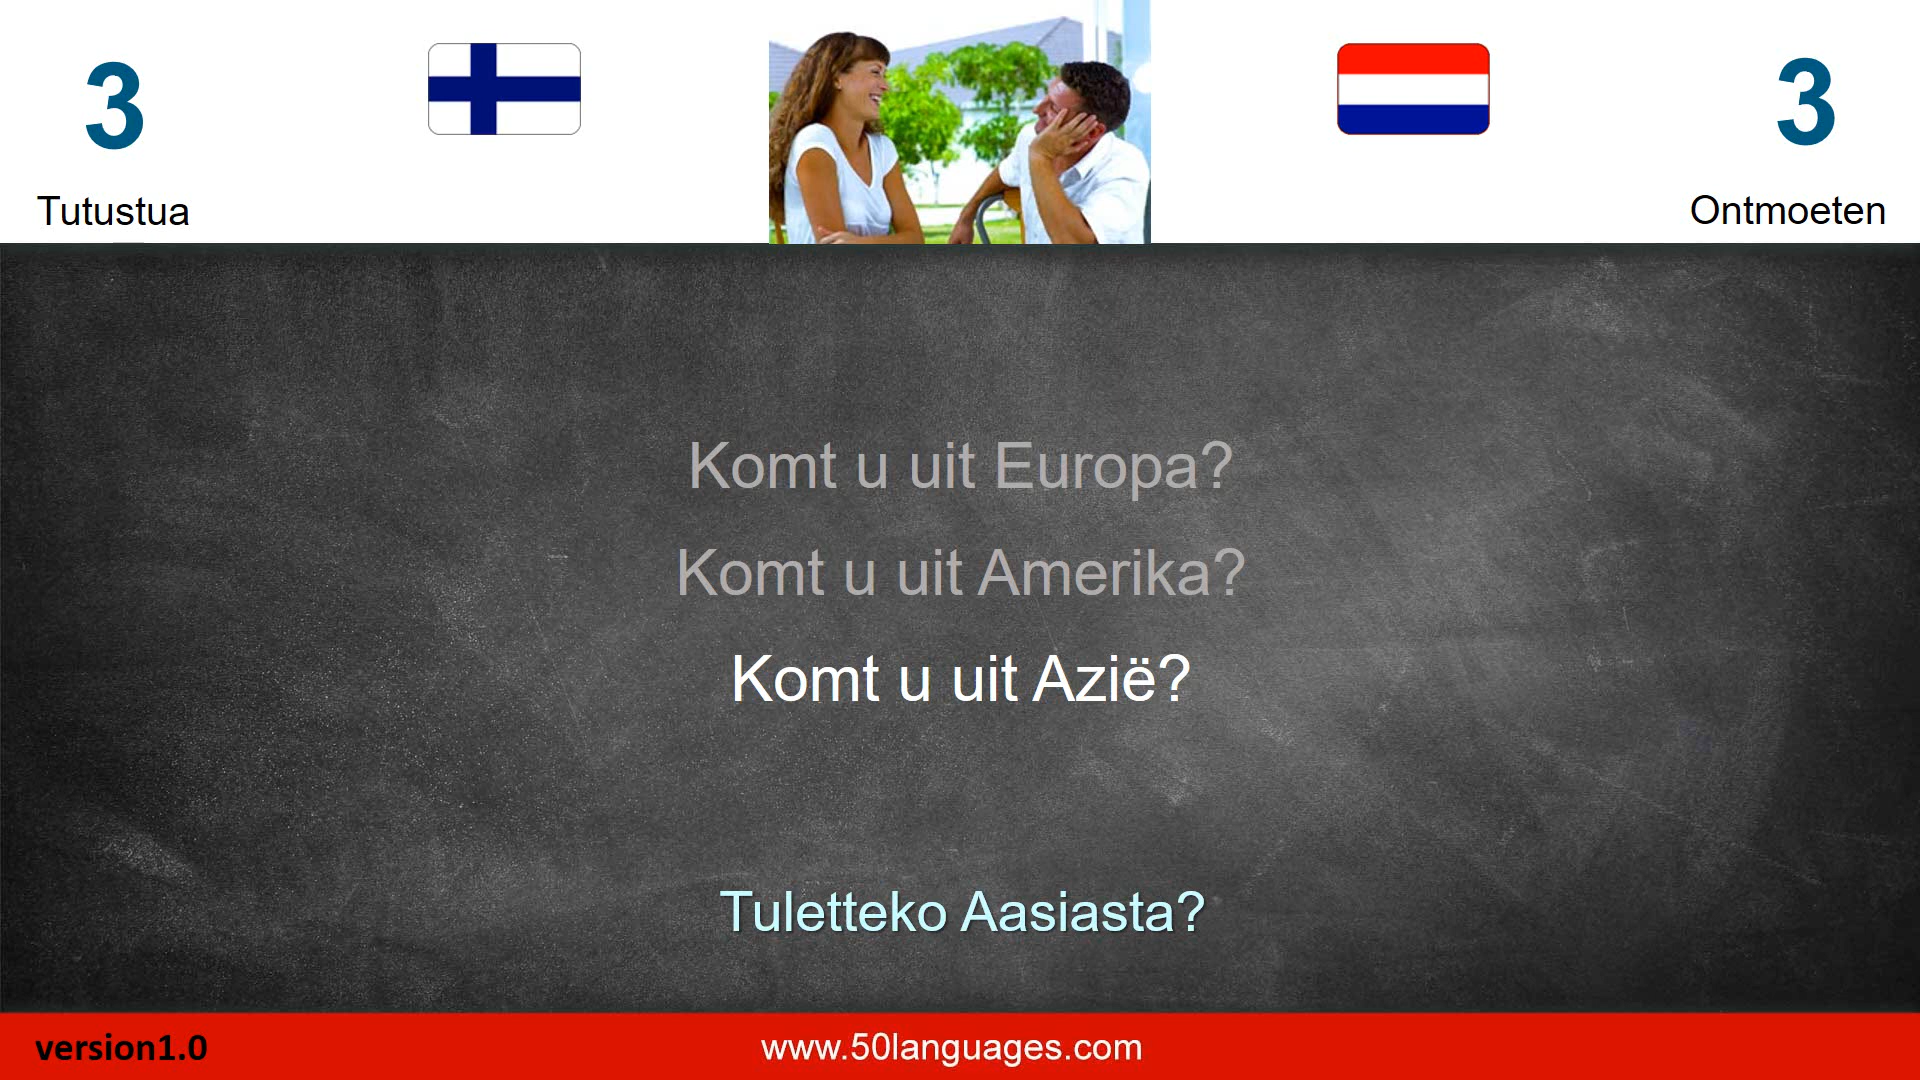 3
3
Tutustua
Ontmoeten
Komt u uit Europa?
Komt u uit Amerika?
Komt u uit Azië?
Tuletteko Aasiasta?
version1.0
www.50languages.com